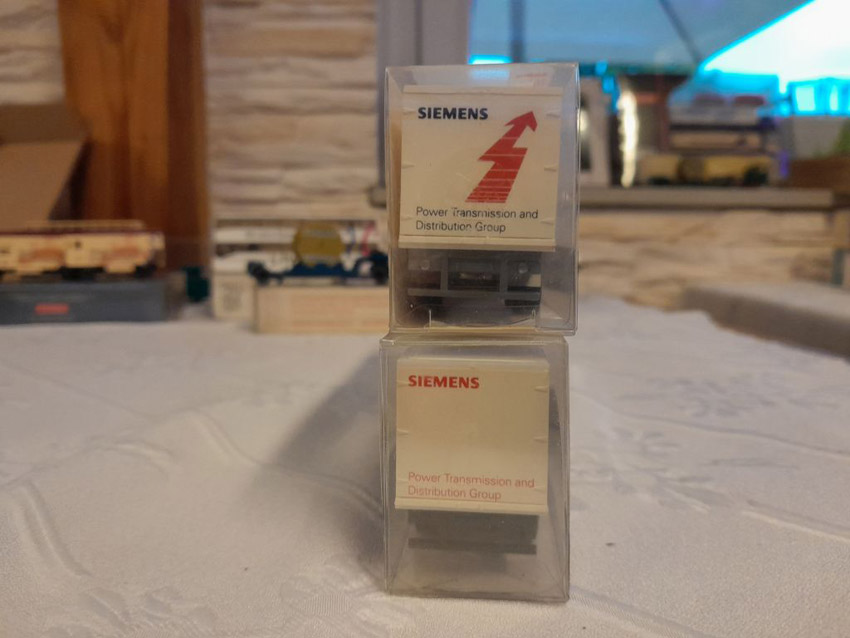 SIEMENS
Power Transmission and
Distribution Group
SIEMENS
Power Transmission and
Distribution Group